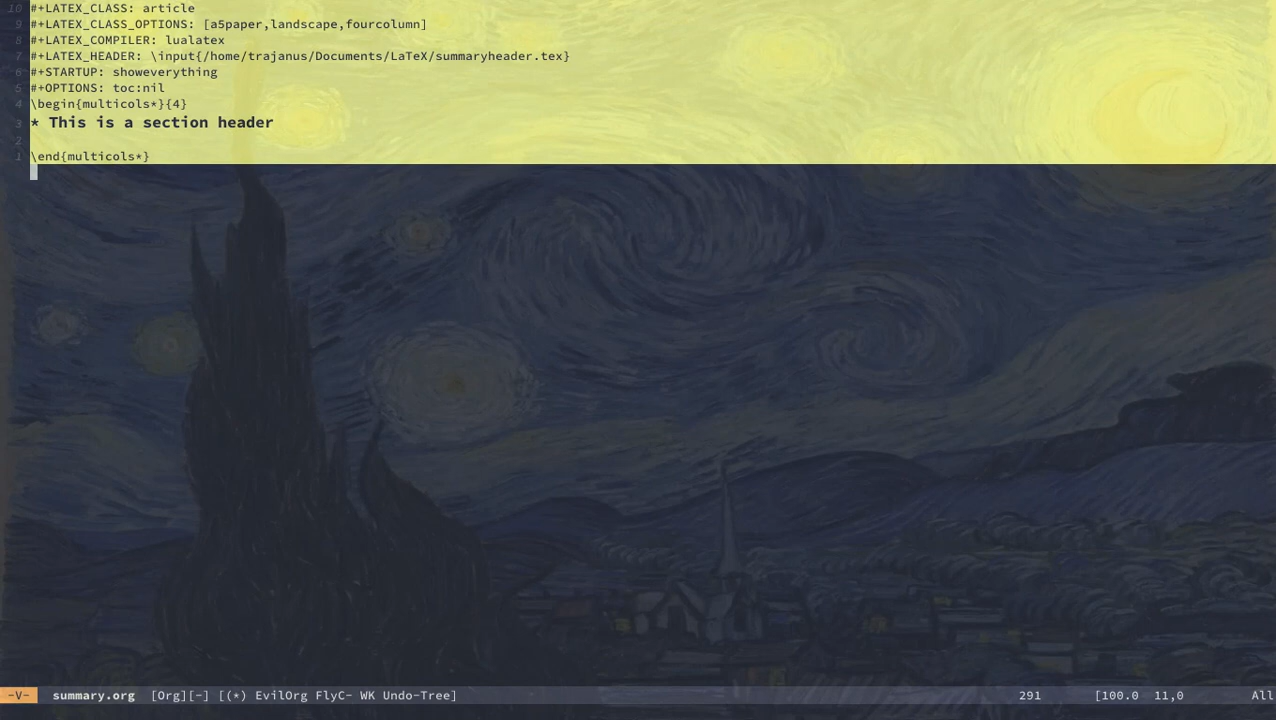 10 #+LATEX_CLASS: article
9 #+LATEX_CLASS_OPTIONS: [a5paper,landscape,fourcolumn]
8 #+LATEX_COMPILER: lualatex
7 #+LATEX_HEADER: \input{/home/trajanus/Documents/LaTeX/summaryheader.tex}
6 #+STARTUP: showeverything
5 #+OPTIONS: toc:nil
4 \begin{multicols*}{4}
3 * This is a section header
2
1 \end{multicols*}
-V- summary.org [Org][-] [(*) EvilOrg FlyC- WK Undo-Tree] 291 [100.0 11,0 All